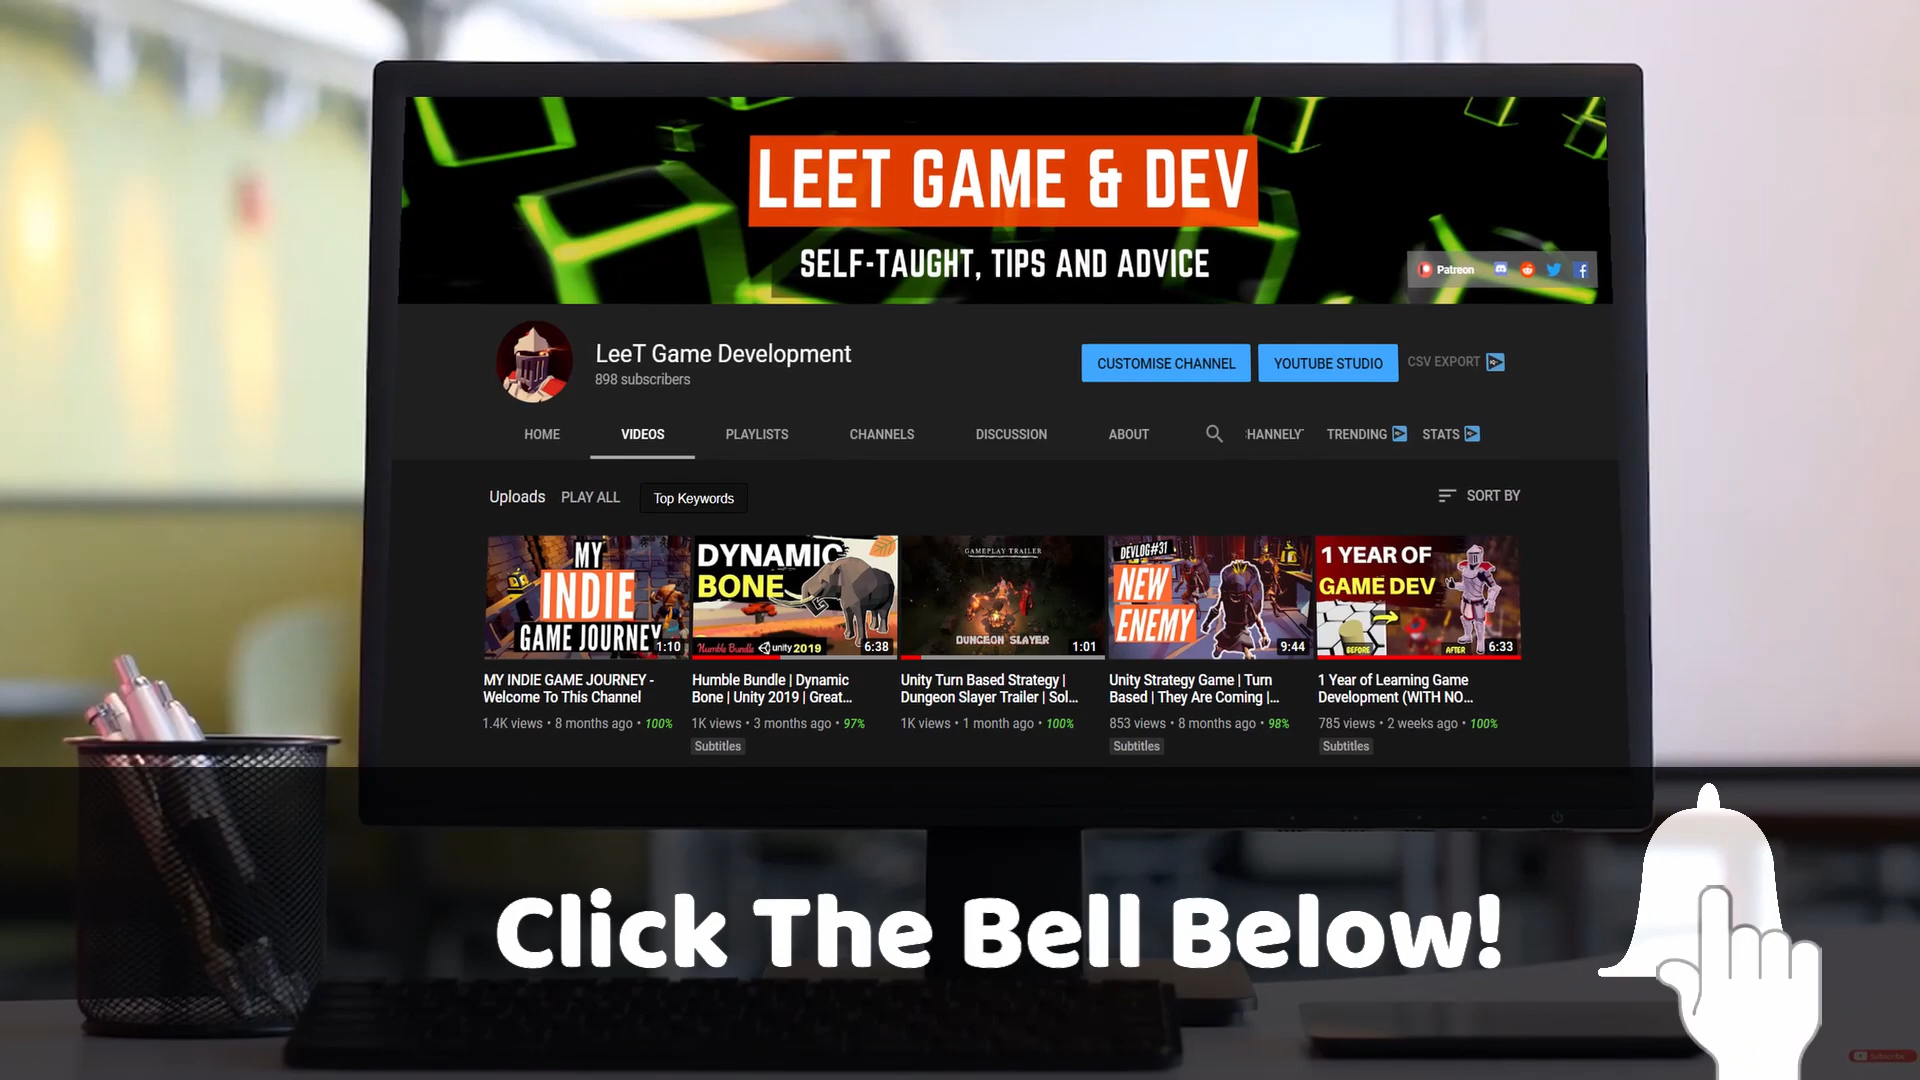 LEET GAME & DEV
SELF-TAUGHT, TIPS AND ADVICE
Patreon
LeeT Game Development
898 subscribers
CUSTOMISE CHANNEL
YOUTUBE STUDIO
CSV EXPORT
HOME
VIDEOS
PLAYLISTS
CHANNELS
DISCUSSION
ABOUT
HANNELY
TRENDING
STATS
Uploads
PLAY ALL
Top Keywords
SORT BY
MY
INDIE
GAME JOURNEY
1:10
DYNAMIC
BONE
Humble Bundle
unity 2019
6:38
GAMEPLAY TRAILER
DUNGEON SLAYER
1:01
DEVLOG#31
NEW
ENEMY
9:44
1 YEAR OF
GAME DEV
BEFORE
AFTER
6:33
MY INDIE GAME JOURNEY -
Welcome To This Channel
1.4K views • 8 months ago • 100%
Humble Bundle | Dynamic
Bone | Unity 2019 | Great...
1K views • 3 months ago • 97%
Subtitles
Unity Turn Based Strategy |
Dungeon Slayer Trailer | Sol...
1K views • 1 month ago • 100%
Unity Strategy Game | Turn
Based | They Are Coming |...
853 views • 8 months ago • 98%
Subtitles
1 Year of Learning Game
Development (WITH NO...
785 views • 2 weeks ago • 100%
Subtitles
Click The Bell Below!
Subscribe